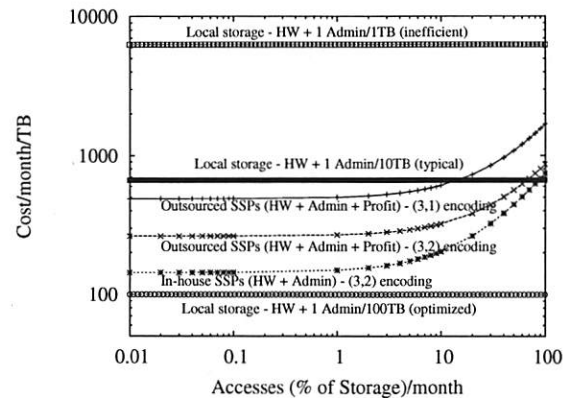 10000
Local storage - HW + 1 Admin/1TB (inefficient)
Cost/month/TB
1000
Local storage - HW + 1 Admin/10TB (typical)
Outsourced SSPs (HW + Admin + Profit) - (3,1) encoding
Outsourced SSPs (HW + Admin + Profit) - (3,2) encoding
In-house SSPs (HW + Admin) - (3,2) encoding
100
Local storage - HW + 1 Admin/100TB (optimized)
0.01 0.1 1 10 100
Accesses (% of Storage)/month